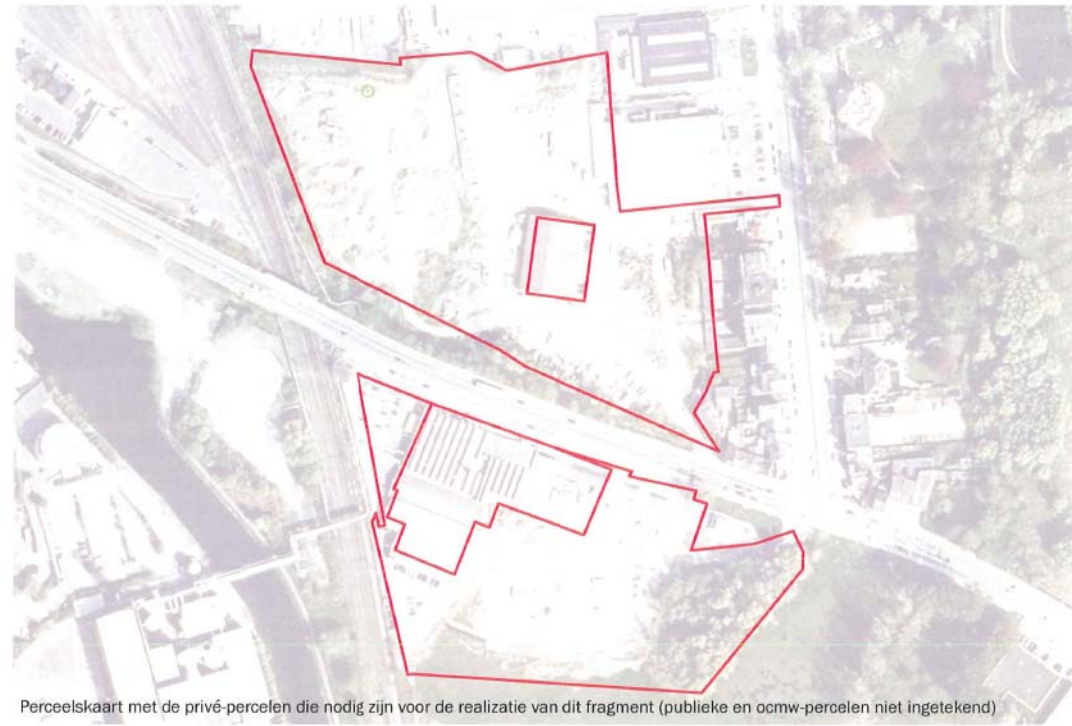 Perceelskaart met de privé-percelen die nodig zijn voor de realizatie van dit fragment (publieke en ocmw-percelen niet ingetekend)